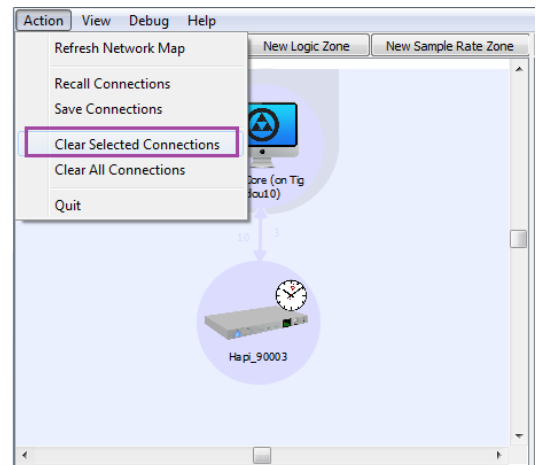 Action View Debug Help
New Logic Zone New Sample Rate Zone
Refresh Network Map
Recall Connections
Save Connections
Clear Selected Connections
Clear All Connections
Quit
Core (on Tig
dou10)
10 3
Hapi_90003